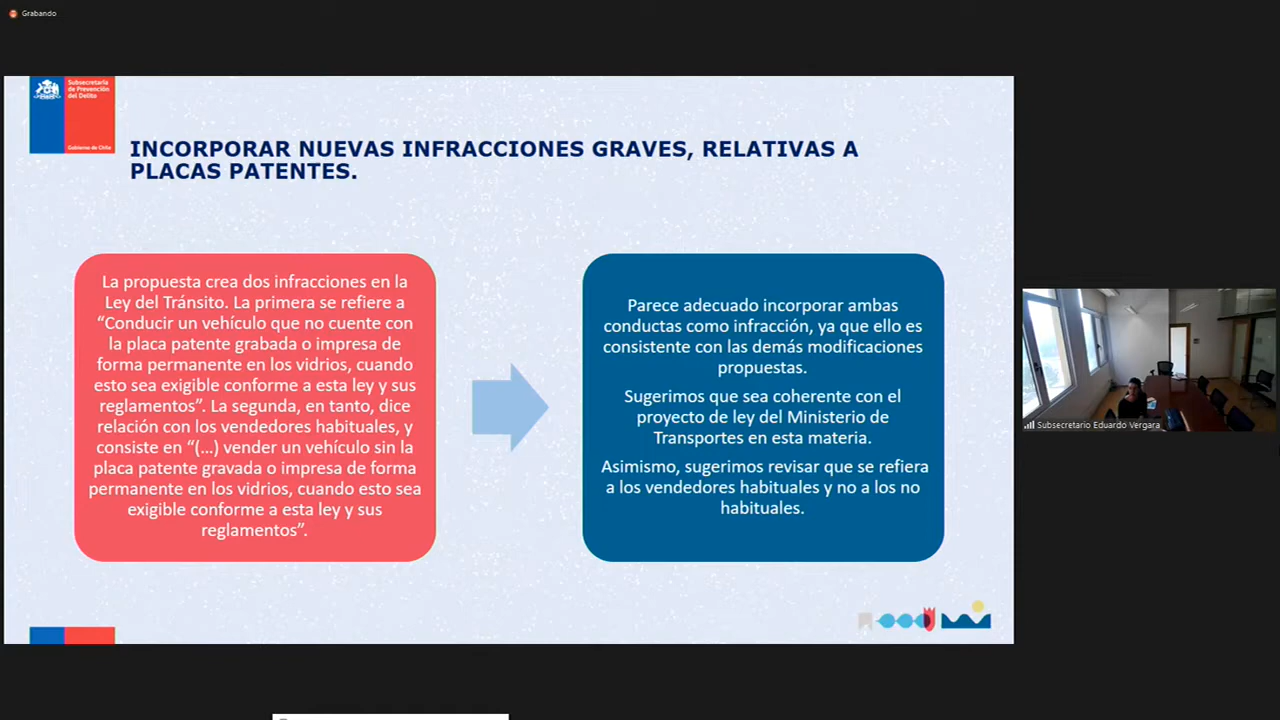 Grabando
Subsecretaría
de Prevención
del Delito
Gobierno de Chile
INCORPORAR NUEVAS INFRACCIONES GRAVES, RELATIVAS A
PLACAS PATENTES.
La propuesta crea dos infracciones en la
Ley del Tránsito. La primera se refiere a
“Conducir un vehículo que no cuente con
la placa patente grabada o impresa de
forma permanente en los vidrios, cuando
esto sea exigible conforme a esta ley y sus
reglamentos”. La segunda, en tanto, dice
relación con los vendedores habituales, y
consiste en “(...) vender un vehículo sin la
placa patente gravada o impresa de forma
permanente en los vidrios, cuando esto sea
exigible conforme a esta ley y sus
reglamentos”.
Parece adecuado incorporar ambas
conductas como infracción, ya que ello es
consistente con las demás modificaciones
propuestas.
Sugerimos que sea coherente con el
proyecto de ley del Ministerio de
Transportes en esta materia.
Asimismo, sugerimos revisar que se refiera
a los vendedores habituales y no a los no
habituales.
Subsecretario Eduardo Vergara